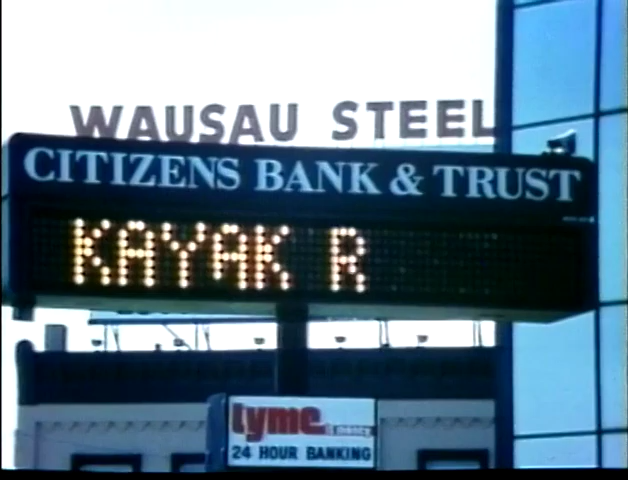 WAUSAU STEEL
CITIZENS BANK & TRUST
KAYAK R
tyme
24 HOUR BANKING